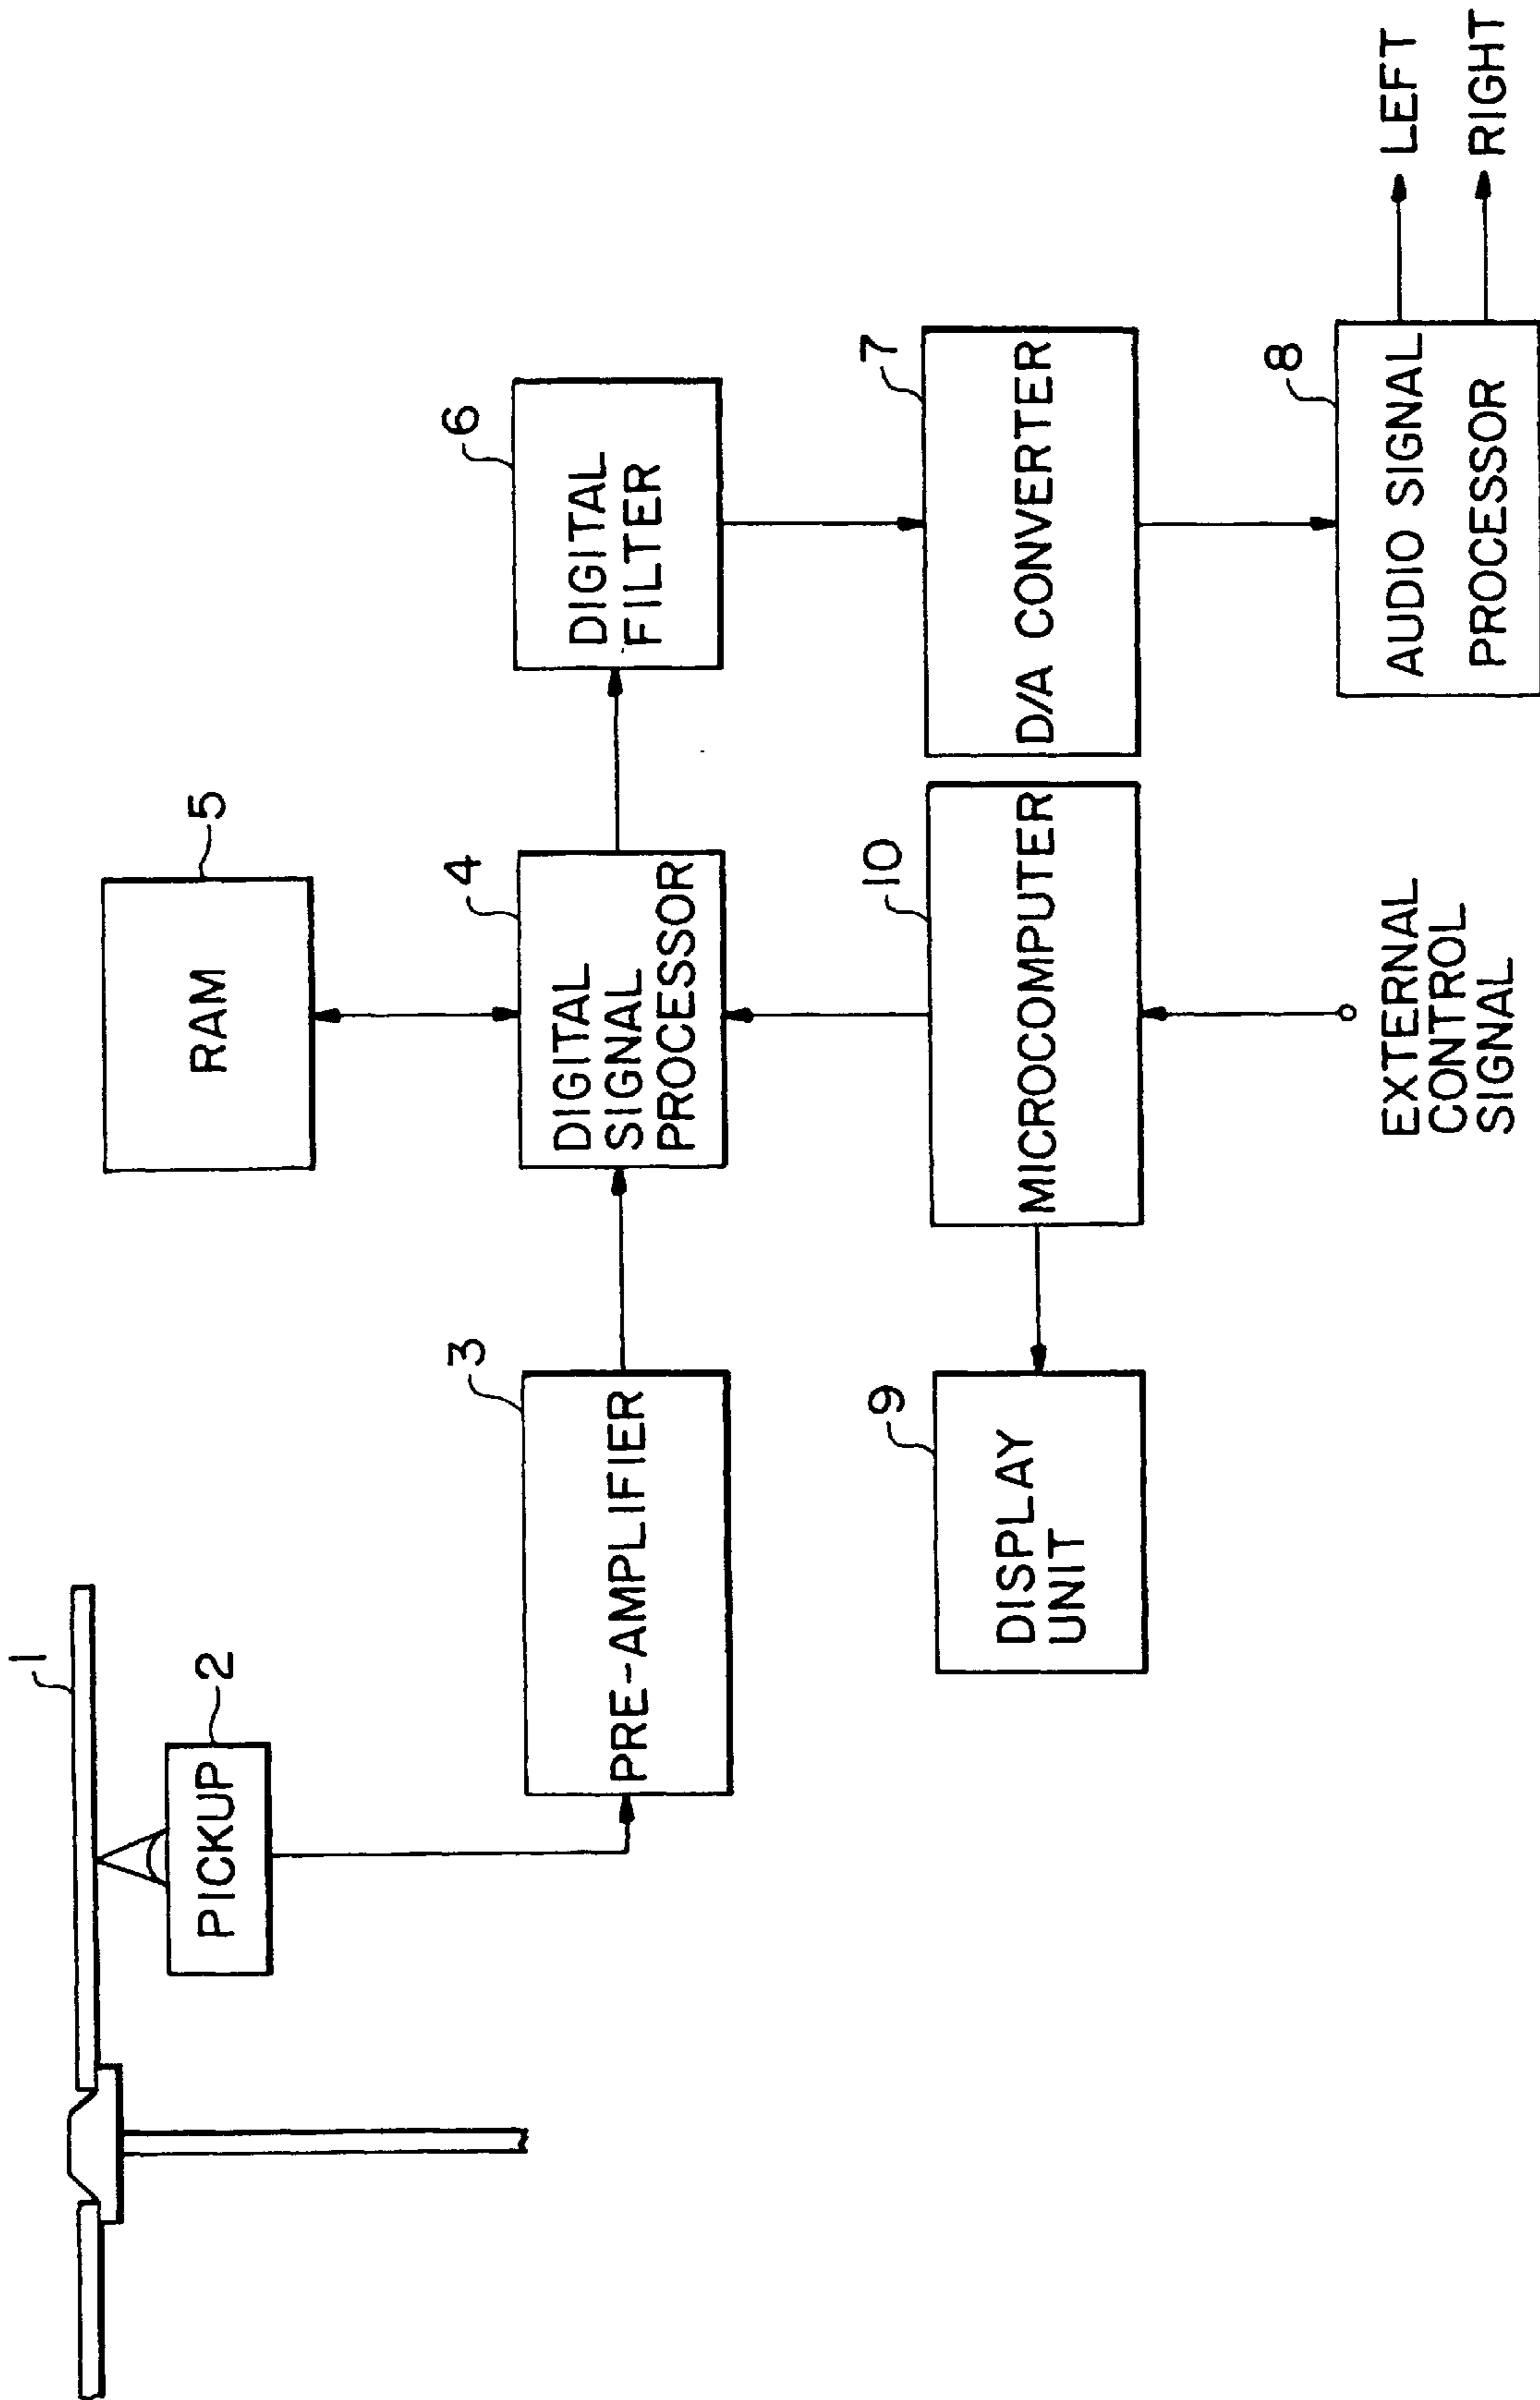 1
PICKUP
2
PRE-AMPLIFIER
3
DIGITAL
SIGNAL
PROCESSOR
4
RAM
5
DIGITAL
FILTER
6
D/A CONVERTER
7
AUDIO SIGNAL
PROCESSOR
8
LEFT
RIGHT
DISPLAY
UNIT
9
MICROCOMPUTER
10
EXTERNAL
CONTROL
SIGNAL